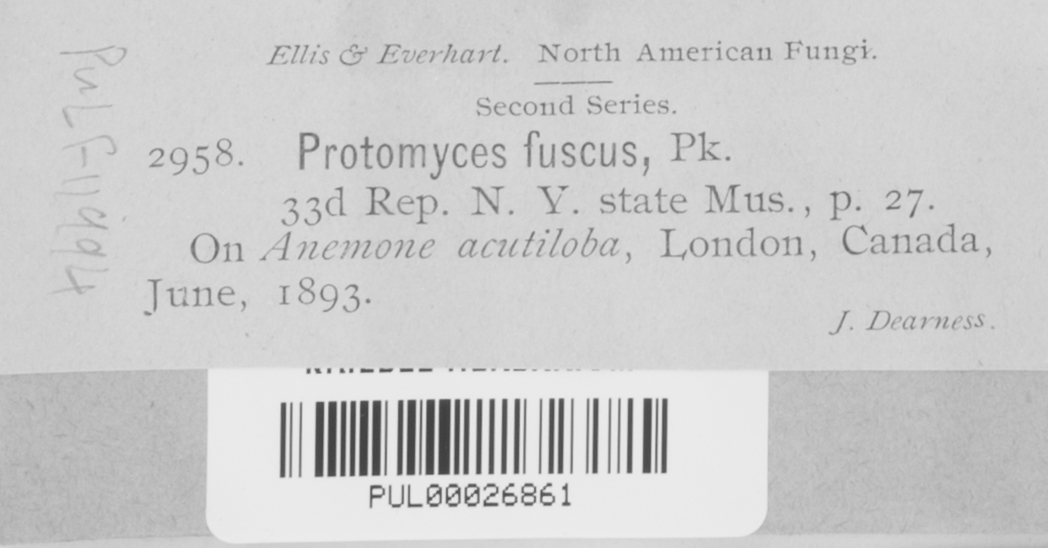 Ellis & Everhart. North American Fungi.
Second Series.
2958. Protomyces fuscus, Pk.
33d Rep. N. Y. state Mus., p. 27.
On Anemone acutiloba, London, Canada,
June, 1893.
J. Dearness.
PUL00026861